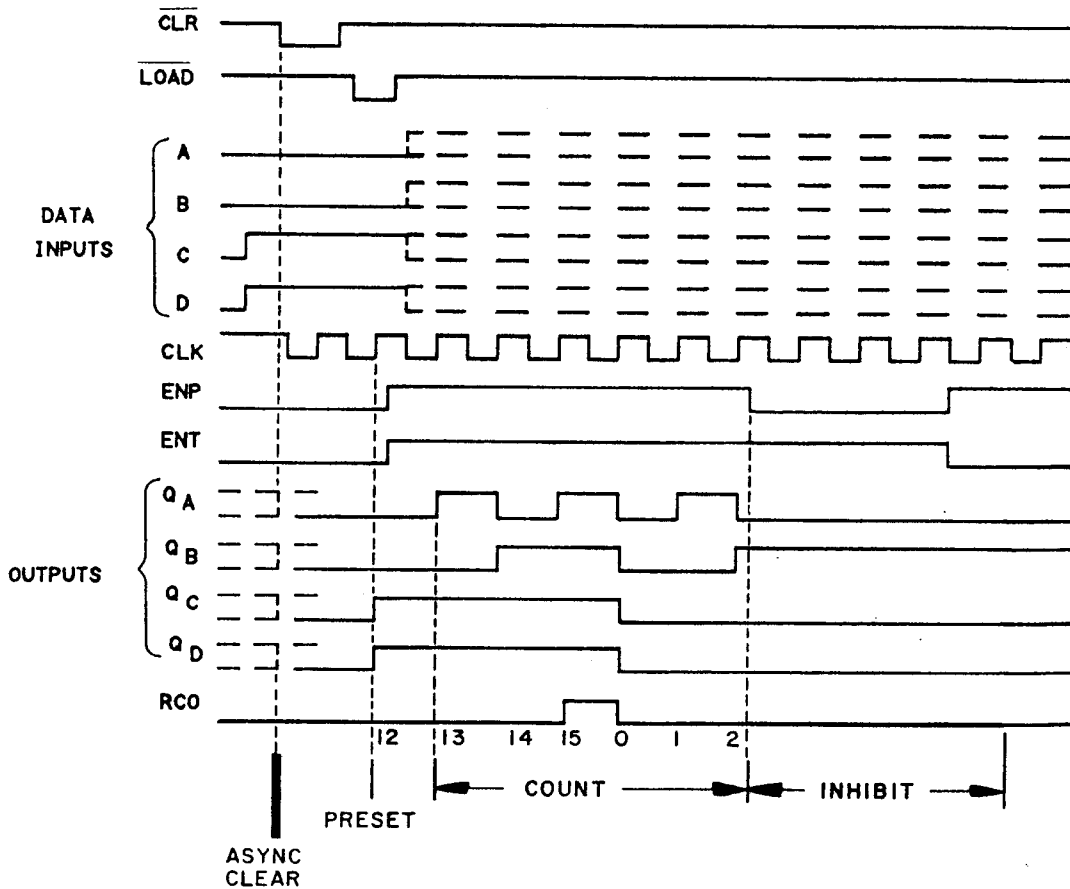 CLR
LOAD
A
B
DATA
INPUTS
C
D
CLK
ENP
ENT
Q A
Q B
OUTPUTS
Q C
Q D
RCO
12 13 14 15 0 1 2
COUNT
INHIBIT
PRESET
ASYNC
CLEAR